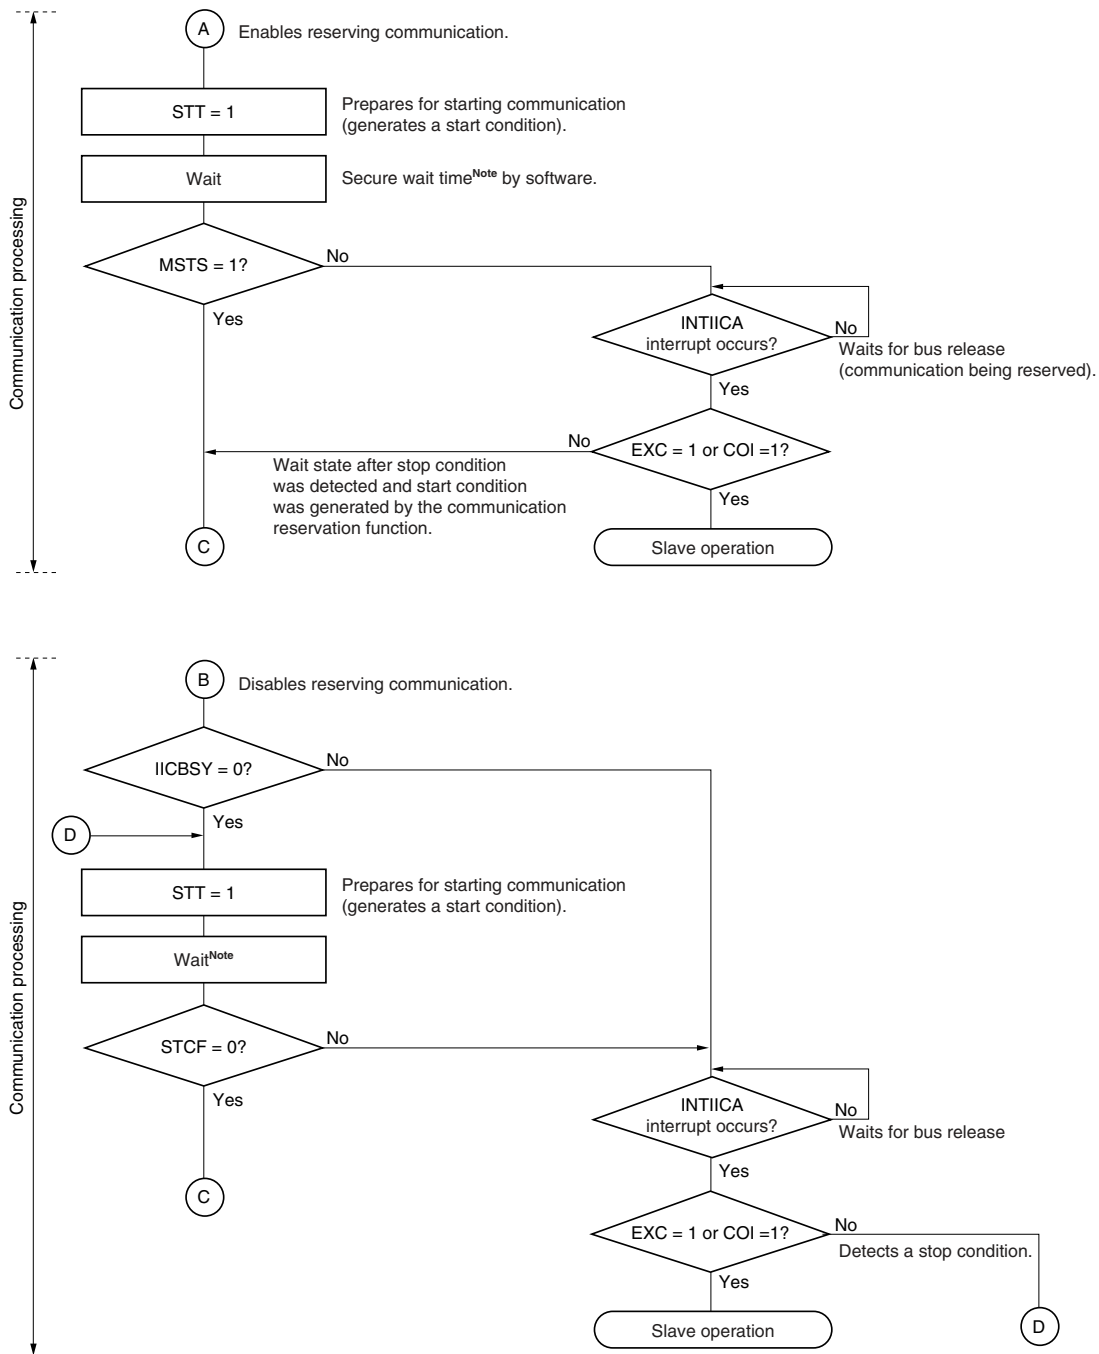 A
Enables reserving communication.
STT = 1
Prepares for starting communication
(generates a start condition).
Wait
Secure wait timeNote by software.
MSTS = 1?
No
Yes
INTIICA
interrupt occurs?
No
Waits for bus release
(communication being reserved).
Yes
EXC = 1 or COI =1?
No
Wait state after stop condition
was detected and start condition
was generated by the communication
reservation function.
Yes
C
Slave operation
Communication processing
B
Disables reserving communication.
IICBSY = 0?
No
Yes
D
STT = 1
Prepares for starting communication
(generates a start condition).
WaitNote
STCF = 0?
No
Yes
INTIICA
interrupt occurs?
No
Waits for bus release
Yes
C
EXC = 1 or COI =1?
No
Detects a stop condition.
Yes
Slave operation
D
Communication processing